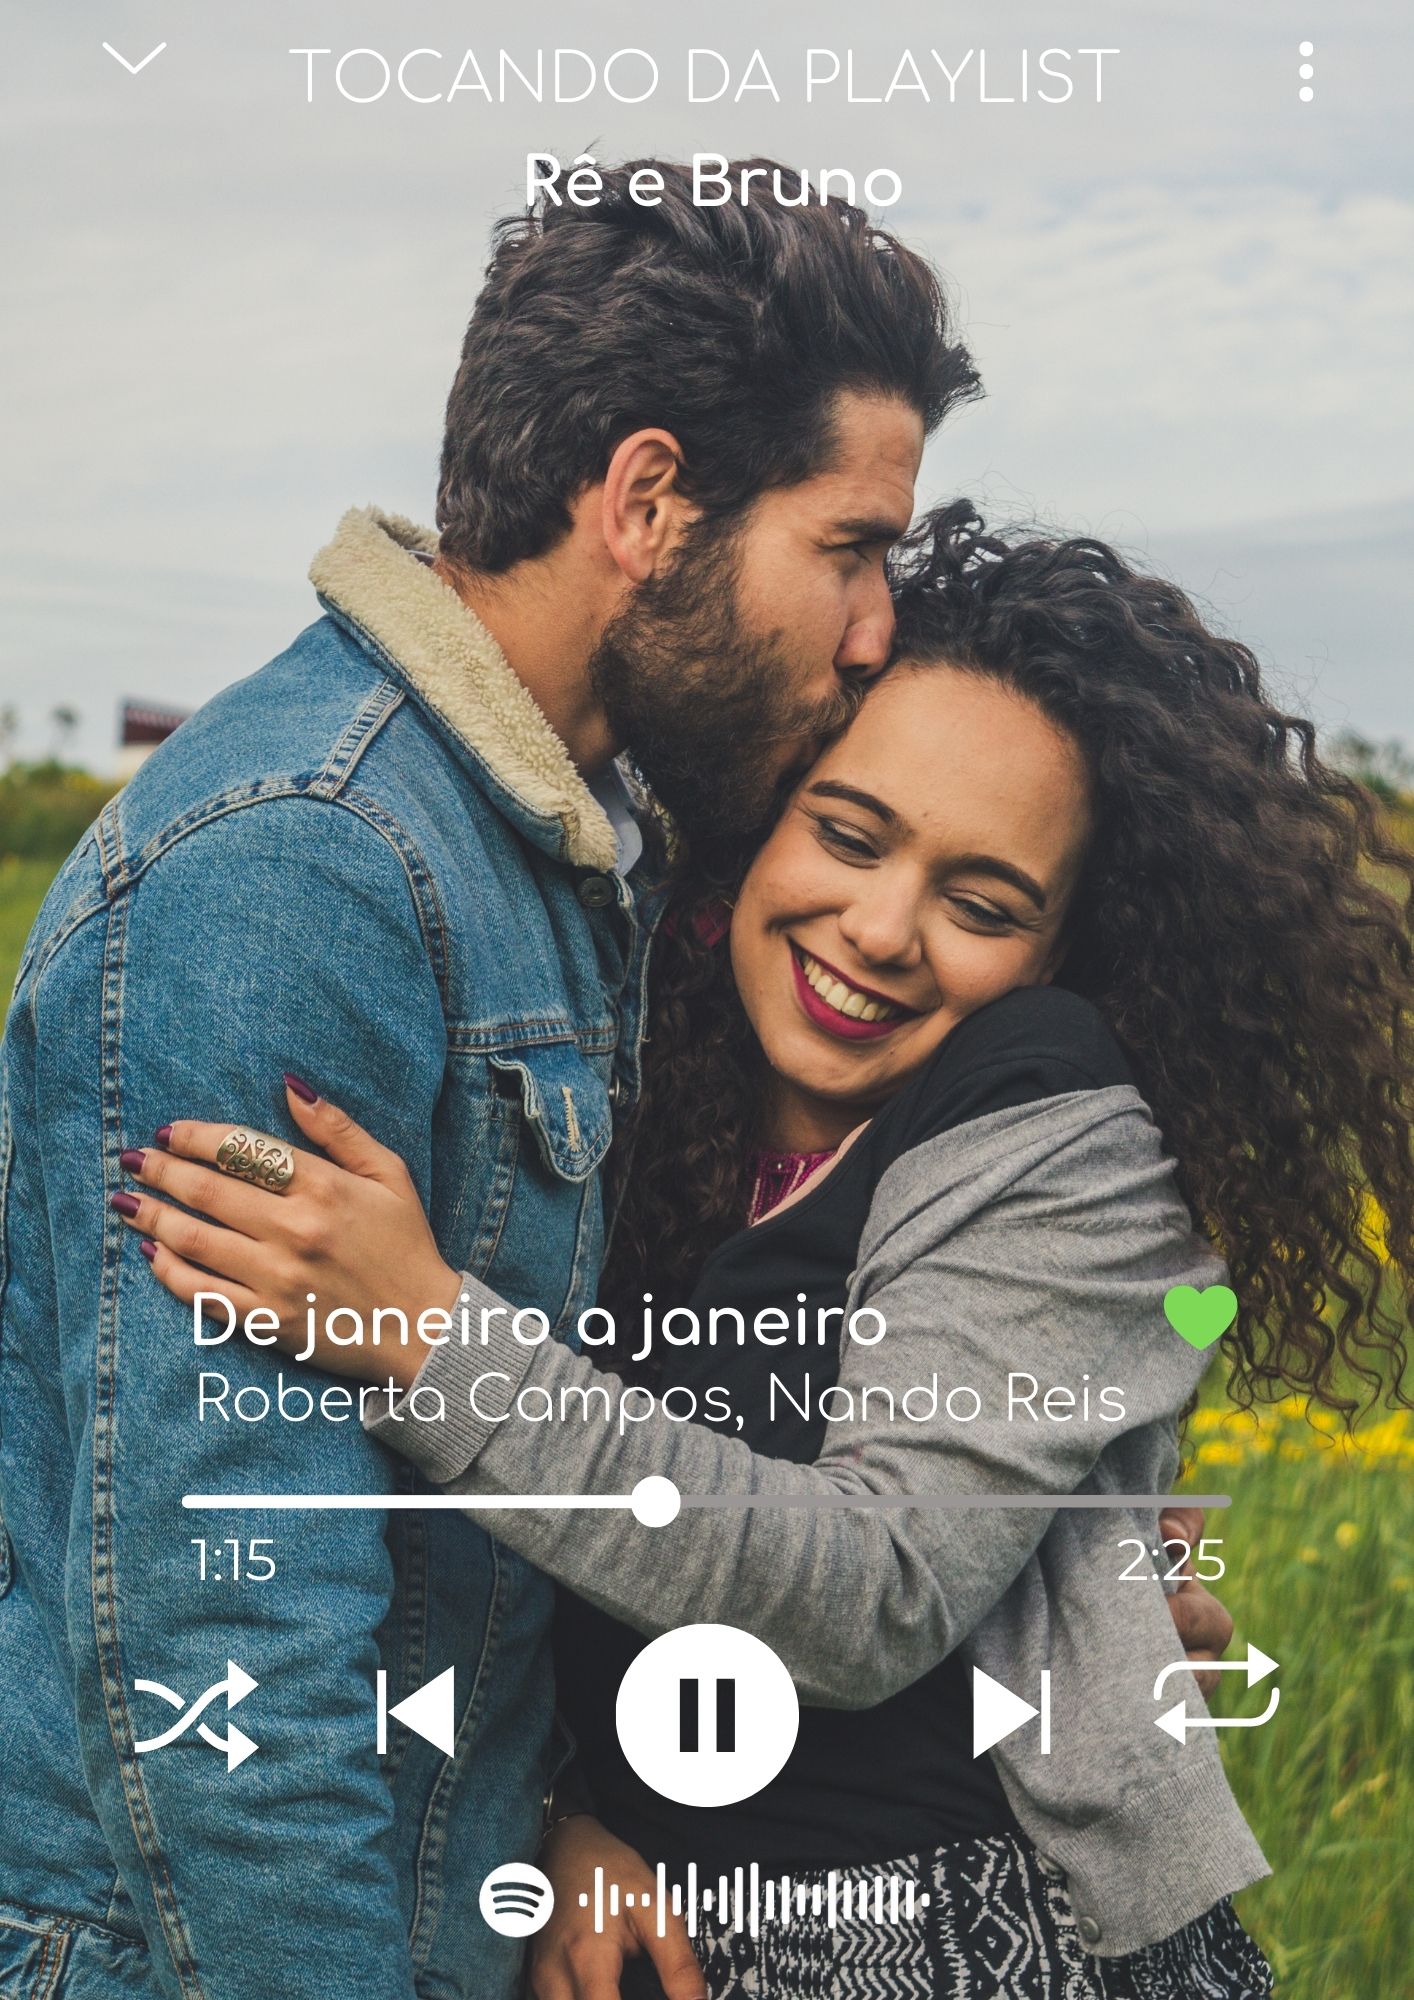 TOCANDO DA PLAYLIST
Rê e Bruno
De janeiro a janeiro
Roberta Campos, Nando Reis
1:15
2:25